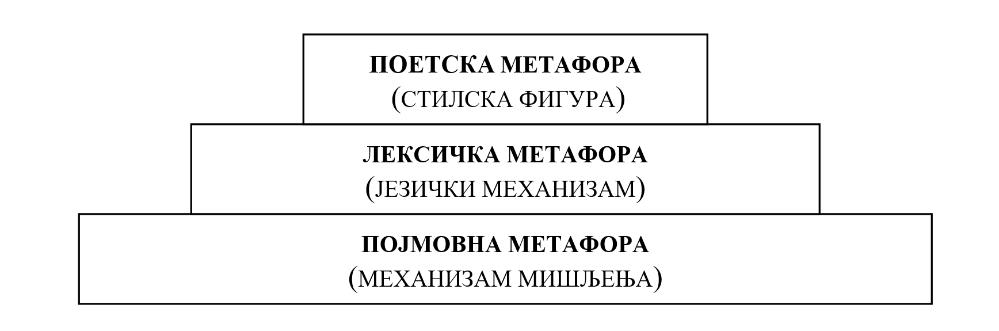 ПОЕТСКА МЕТАФОРА
(СТИЛСКА ФИГУРА)
ЛЕКСИЧКА МЕТАФОРА
(ЈЕЗИЧКИ МЕХАНИЗАМ)
ПОЈМОВНА МЕТАФОРА
(МЕХАНИЗАМ МИШЉЕЊА)